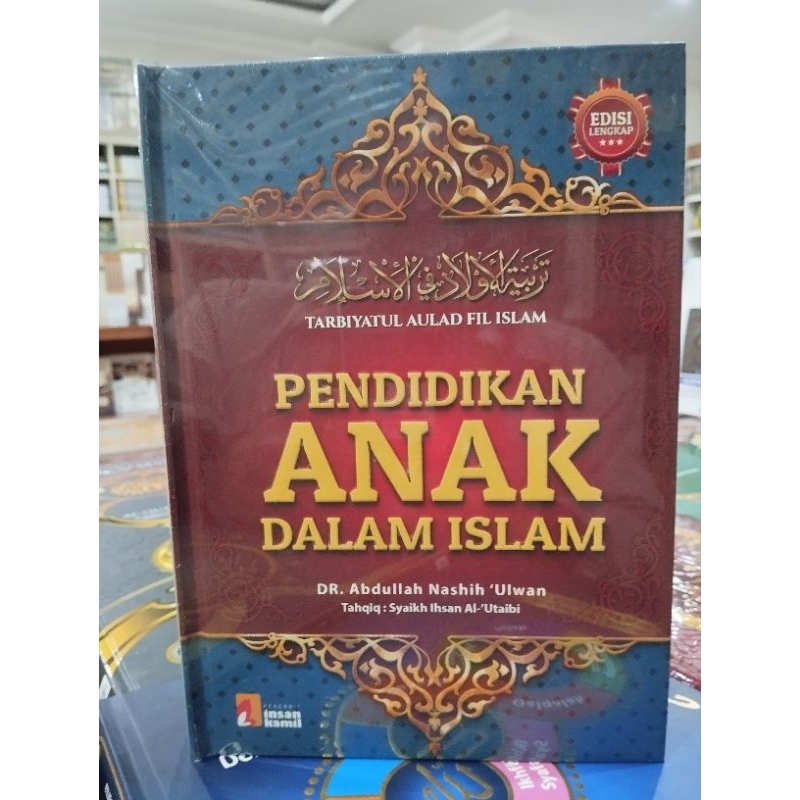 EDISI
LENGKAP
تربية الأولاد في الإسلام
TARBIYATUL AULAD FIL ISLAM
PENDIDIKAN
ANAK
DALAM ISLAM
DR. Abdullah Nashih ‘Ulwan
Tahqiq : Syaikh Ihsan Al-‘Utaibi
PENERBIT
insan
kamil